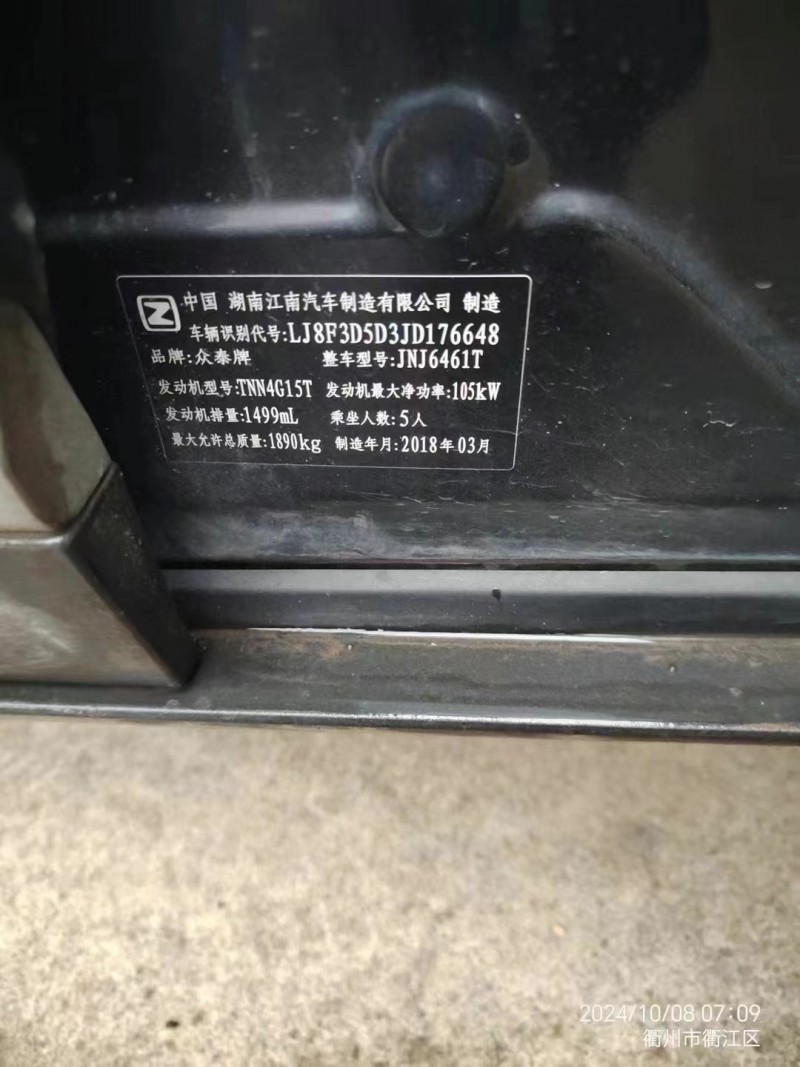 Z 中国 湖南江南汽车制造有限公司 制造
车辆识别代号:LJ8F3D5D3JD176648
品牌:众泰牌 整车型号:JNJ6461T
发动机型号:TNN4G15T 发动机最大净功率:105kW
发动机排量:1499mL 乘坐人数:5人
最大允许总质量:1890kg 制造年月:2018年03月
2024/10/08 07:09
衢州市衢江区